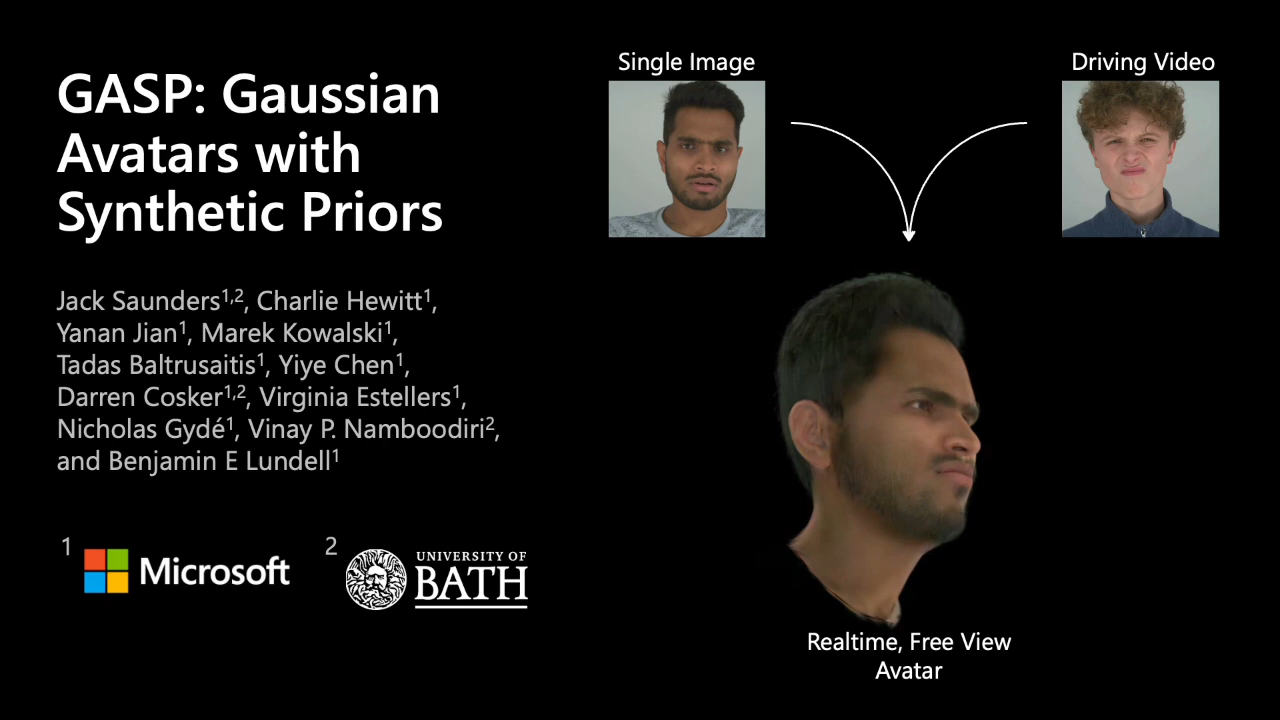 GASP: Gaussian
Avatars with
Synthetic Priors
Jack Saunders1,2, Charlie Hewitt1,
Yanan Jian1, Marek Kowalski1,
Tadas Baltrusaitis1, Yiye Chen1,
Darren Cosker1,2, Virginia Estellers1,
Nicholas Gydé1, Vinay P. Namboodiri2,
and Benjamin E Lundell1
1 Microsoft
2 UNIVERSITY OF
BATH
Single Image
Driving Video
Realtime, Free View
Avatar